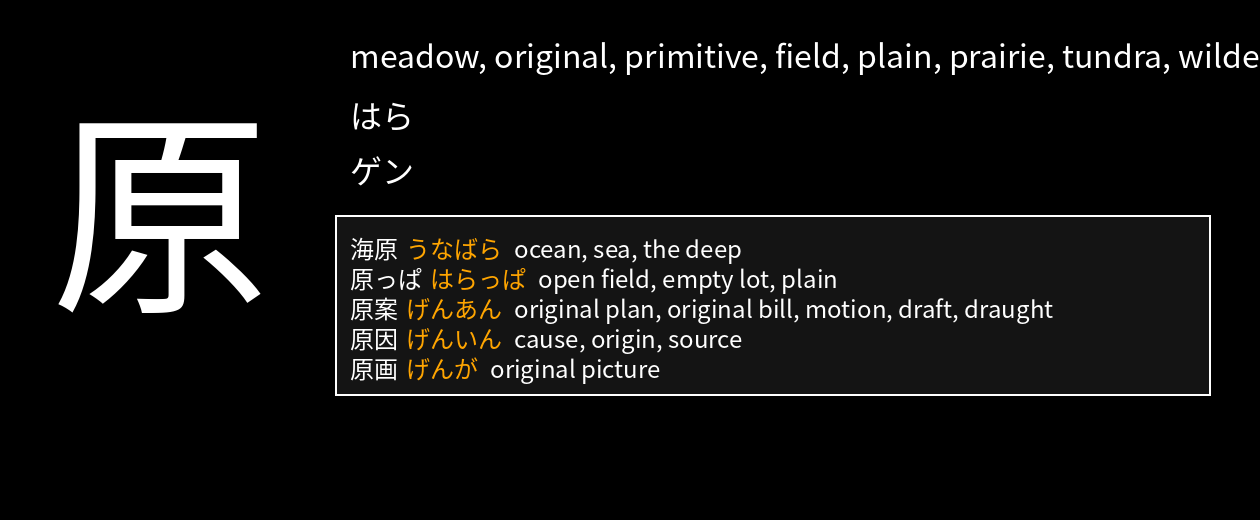 原
meadow, original, primitive, field, plain, prairie, tundra, wilde
はら
ゲン
海原 うなばら ocean, sea, the deep
原っぱ はらっぱ open field, empty lot, plain
原案 げんあん original plan, original bill, motion, draft, draught
原因 げんいん cause, origin, source
原画 げんが original picture